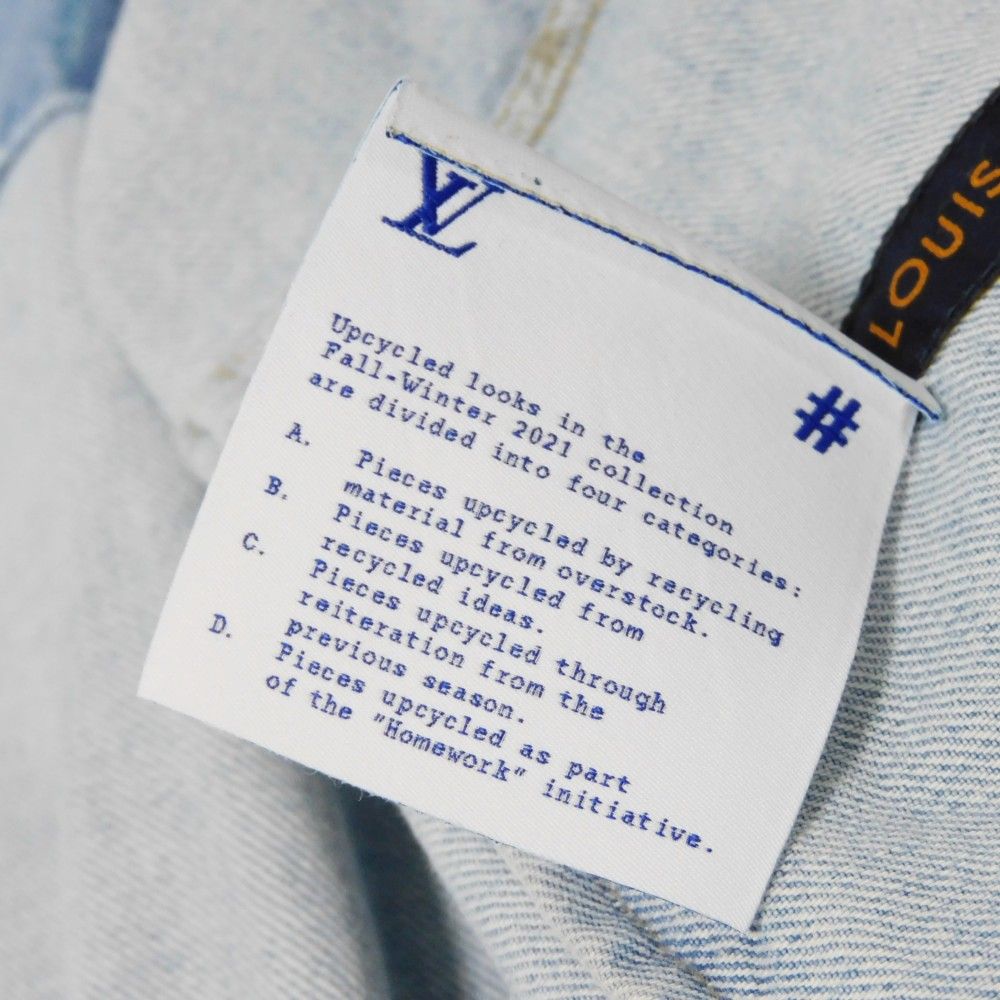 LV
LOUIS
#
Upcycled looks in the
Fall-Winter 2021 collection
are divided into four categories:
A. Pieces upcycled by recycling
material from overstock.
B. Pieces upcycled from
recycled ideas.
C. Pieces upcycled through
reiteration from the
previous season.
D. Pieces upcycled as part
of the "Homework" initiative.